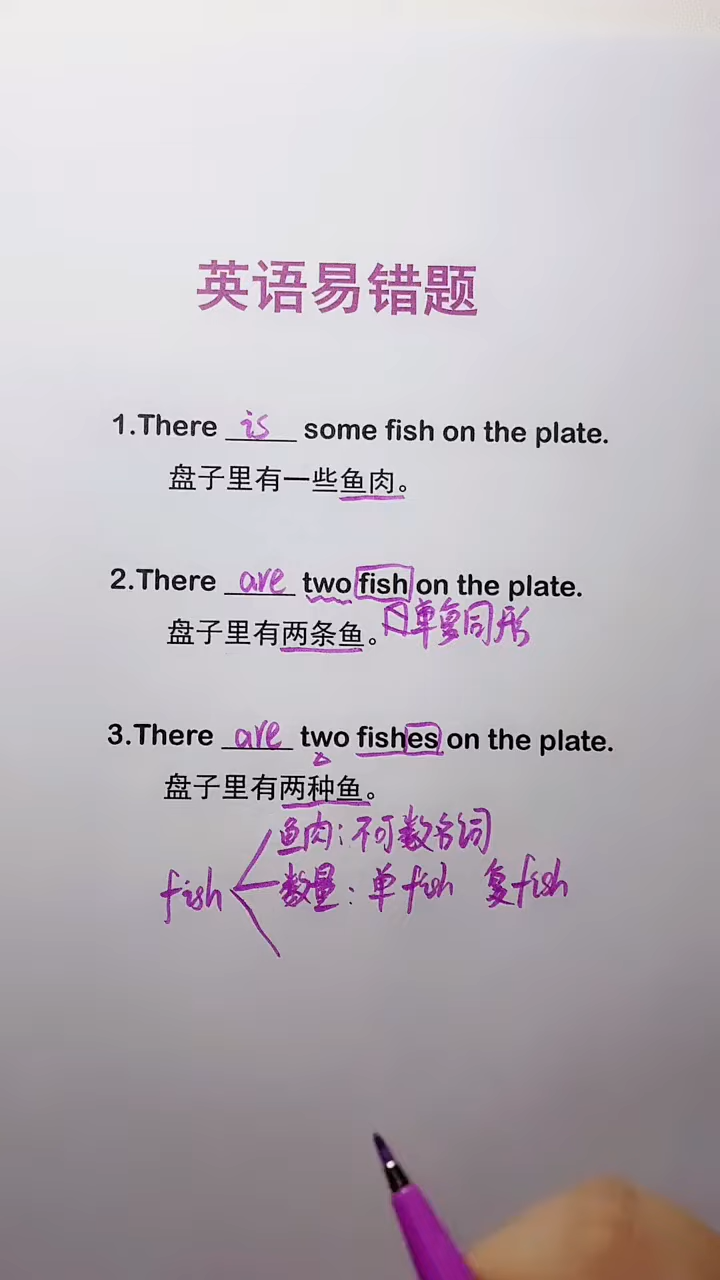 英语易错题
1.There is some fish on the plate.
盘子里有一些鱼肉。
2.There are two fish on the plate.
盘子里有两条鱼。 单复同形
3.There are two fishes on the plate.
盘子里有两种鱼。
鱼肉：不可数名词
fish 数量：单fish 复fish